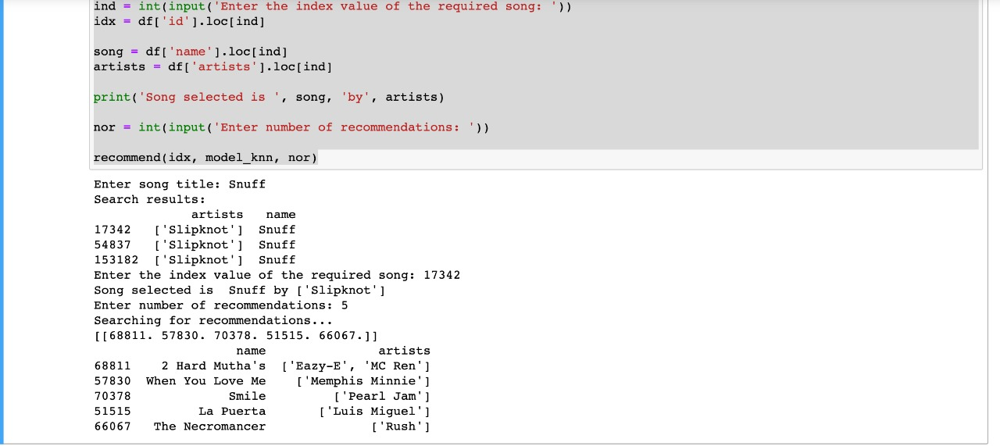 ind = int(input('Enter the index value of the required song: '))
idx = df['id'].loc[ind]
song = df['name'].loc[ind]
artists = df['artists'].loc[ind]
print('Song selected is ', song, 'by', artists)
nor = int(input('Enter number of recommendations: '))
recommend(idx, model_knn, nor)
Enter song title: Snuff
Search results:
artists   name
17342   ['Slipknot']  Snuff
54837   ['Slipknot']  Snuff
153182  ['Slipknot']  Snuff
Enter the index value of the required song: 17342
Song selected is  Snuff by ['Slipknot']
Enter number of recommendations: 5
Searching for recommendations...
[[68811. 57830. 70378. 51515. 66067.]]
name               artists
68811    2 Hard Mutha's  ['Eazy-E', 'MC Ren']
57830  When You Love Me    ['Memphis Minnie']
70378             Smile         ['Pearl Jam']
51515         La Puerta       ['Luis Miguel']
66067   The Necromancer              ['Rush']